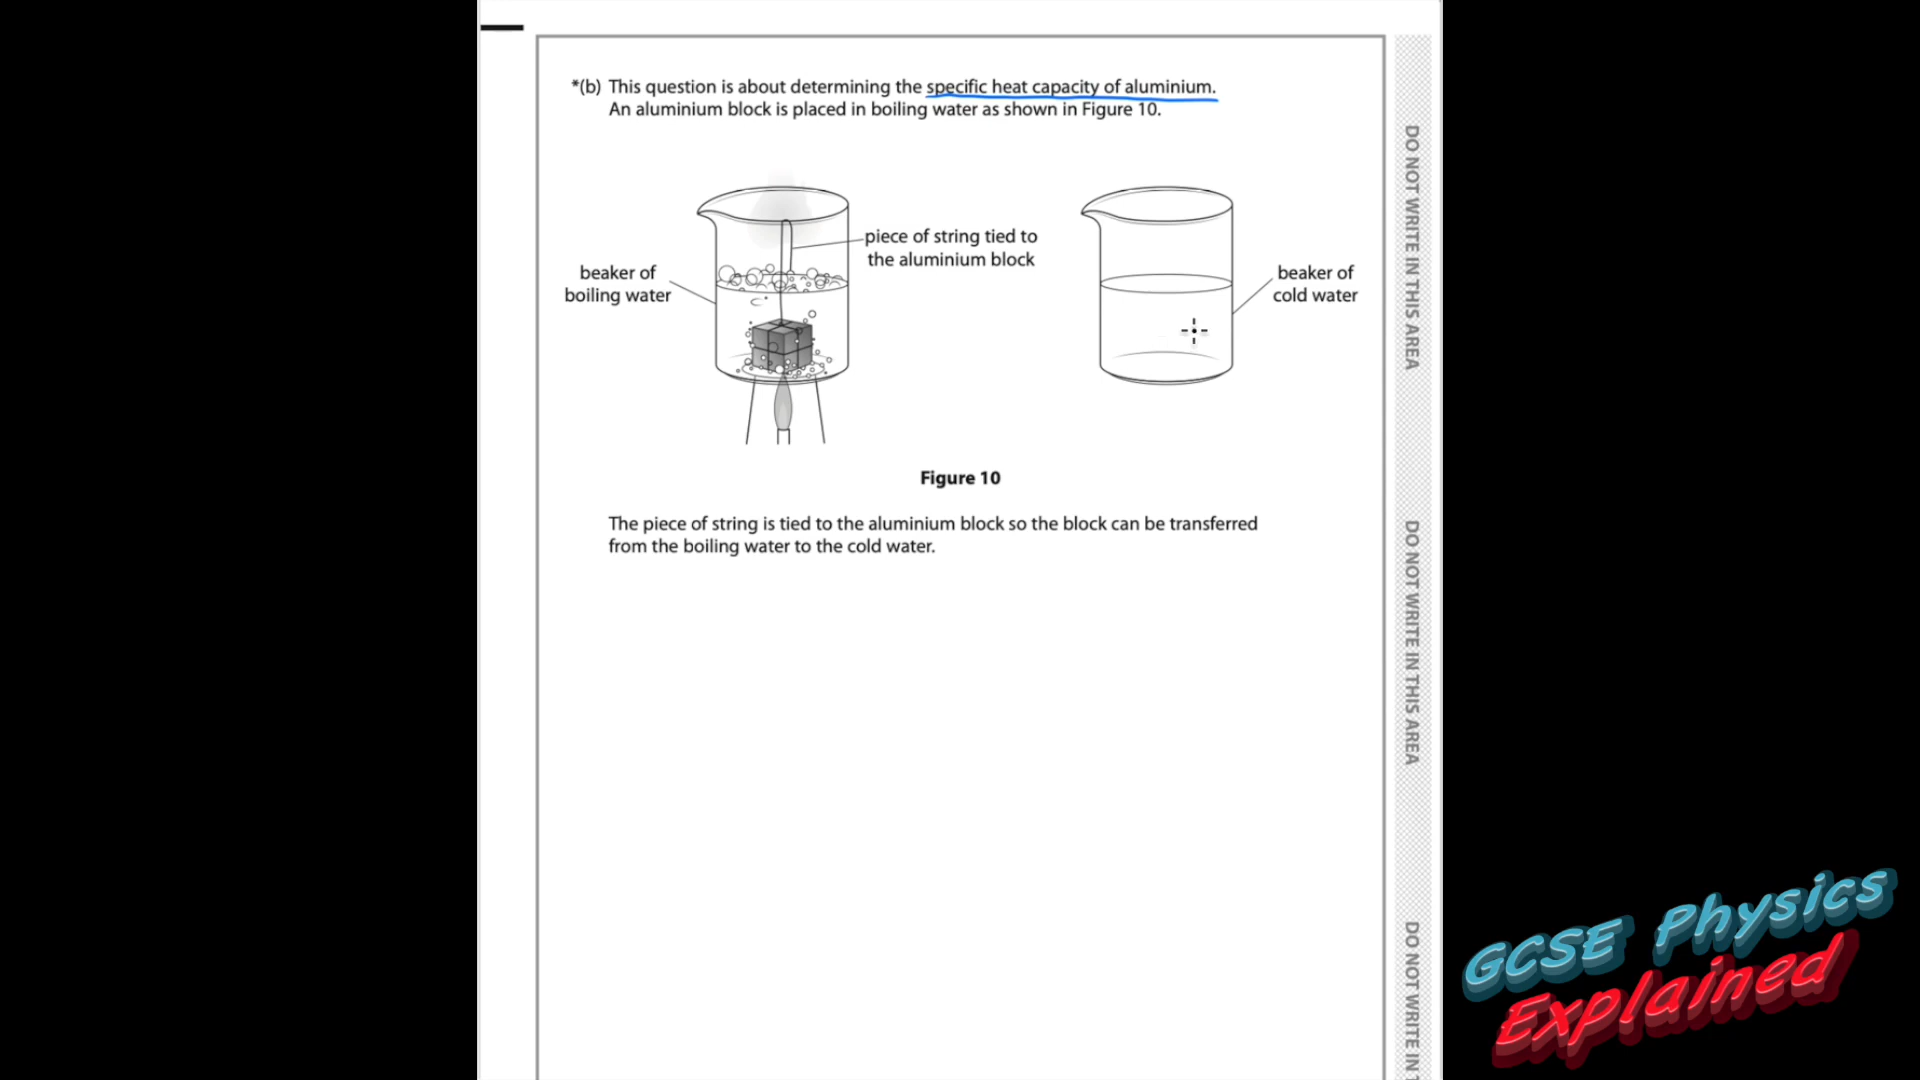 *(b) This question is about determining the specific heat capacity of aluminium.
An aluminium block is placed in boiling water as shown in Figure 10.
piece of string tied to
the aluminium block
beaker of
boiling water
beaker of
cold water
Figure 10
The piece of string is tied to the aluminium block so the block can be transferred
from the boiling water to the cold water.
DO NOT WRITE IN THIS AREA
DO NOT WRITE IN THIS AREA
DO NOT WRITE IN
GCSE Physics
Explained